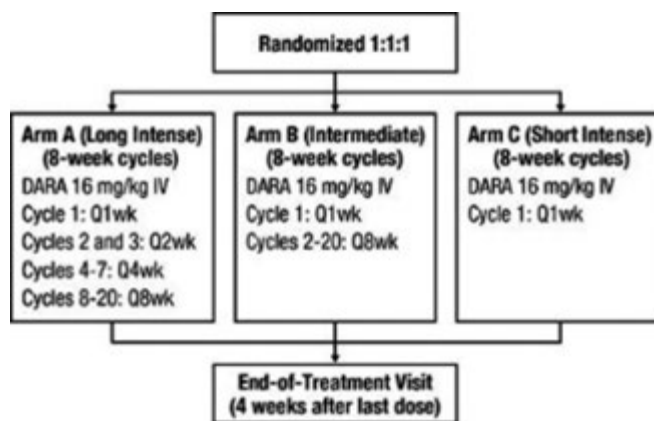 Randomized 1:1:1
Arm A (Long Intense)
(8-week cycles)
DARA 16 mg/kg IV
Cycle 1: Q1wk
Cycles 2 and 3: Q2wk
Cycles 4-7: Q4wk
Cycles 8-20: Q8wk
Arm B (Intermediate)
(8-week cycles)
DARA 16 mg/kg IV
Cycle 1: Q1wk
Cycles 2-20: Q8wk
Arm C (Short Intense)
(8-week cycles)
DARA 16 mg/kg IV
Cycle 1: Q1wk
End-of-Treatment Visit
(4 weeks after last dose)